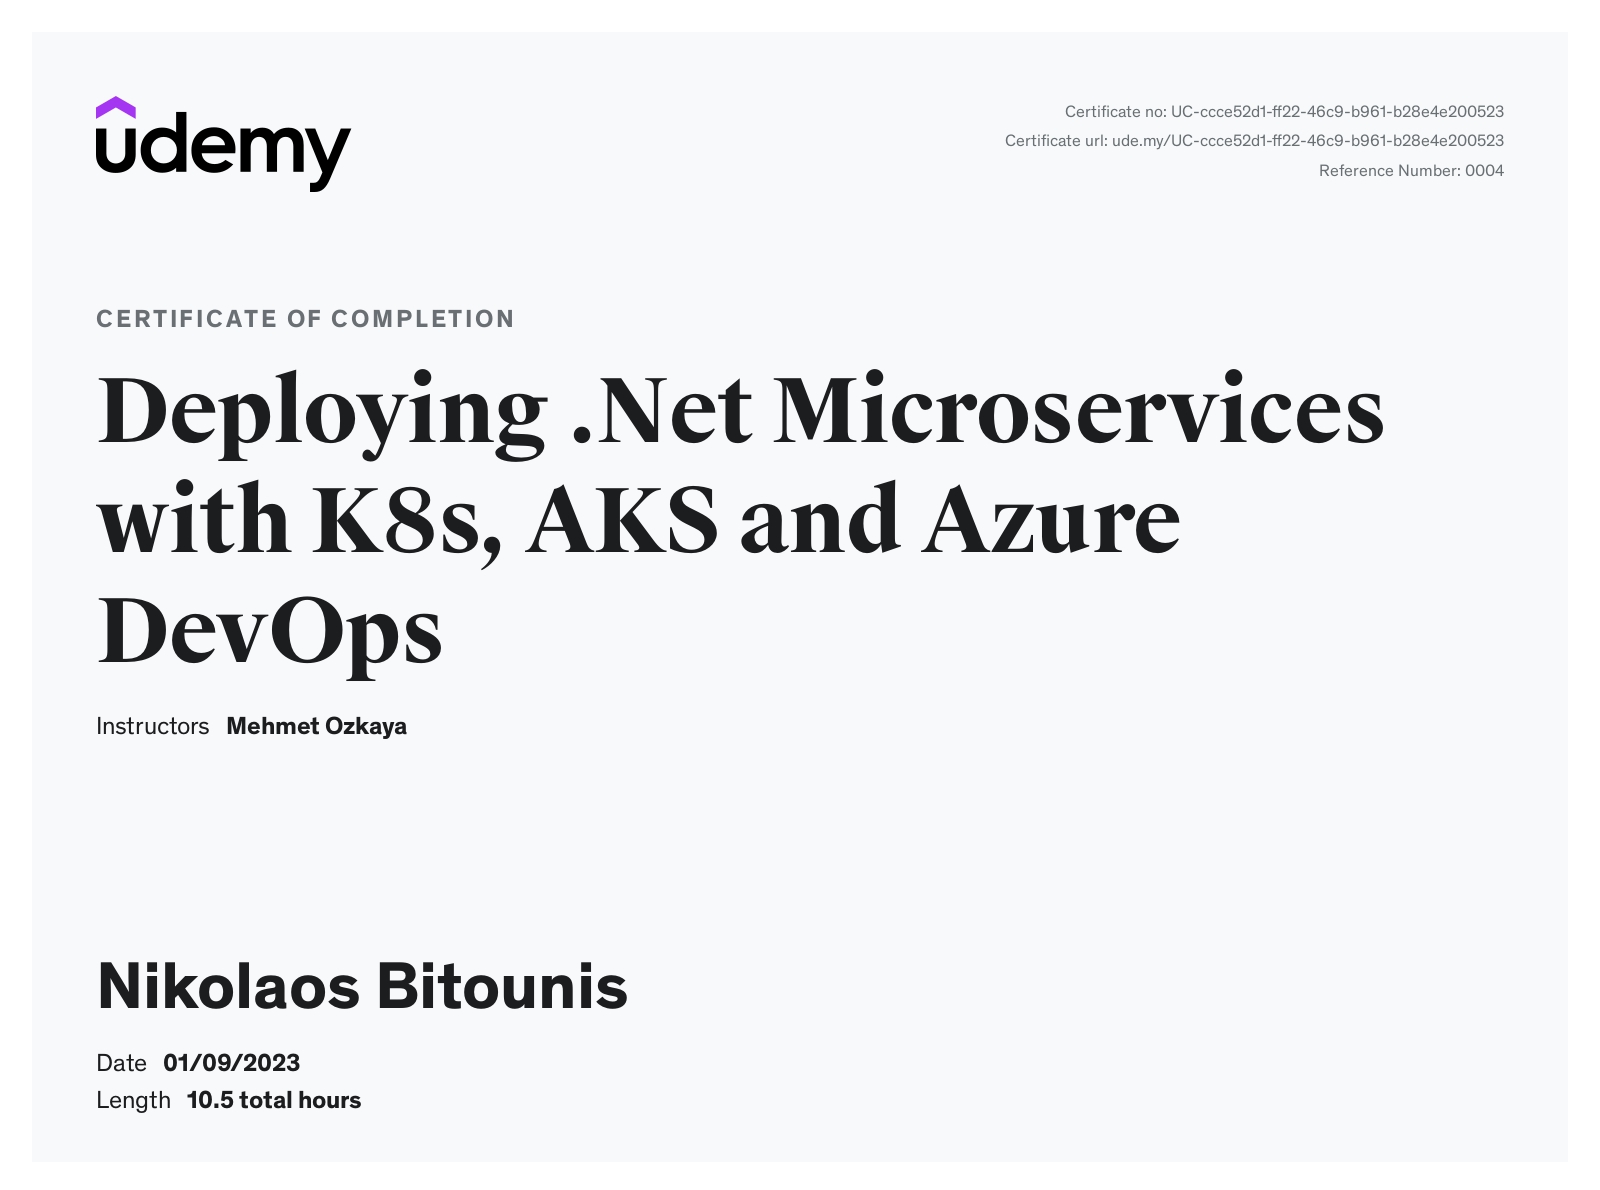 udemy
Certificate no: UC-ccce52d1-ff22-46c9-b961-b28e4e200523
Certificate url: ude.my/UC-ccce52d1-ff22-46c9-b961-b28e4e200523
Reference Number: 0004
CERTIFICATE OF COMPLETION
Deploying .Net Microservices
with K8s, AKS and Azure
DevOps
Instructors Mehmet Ozkaya
Nikolaos Bitounis
Date 01/09/2023
Length 10.5 total hours